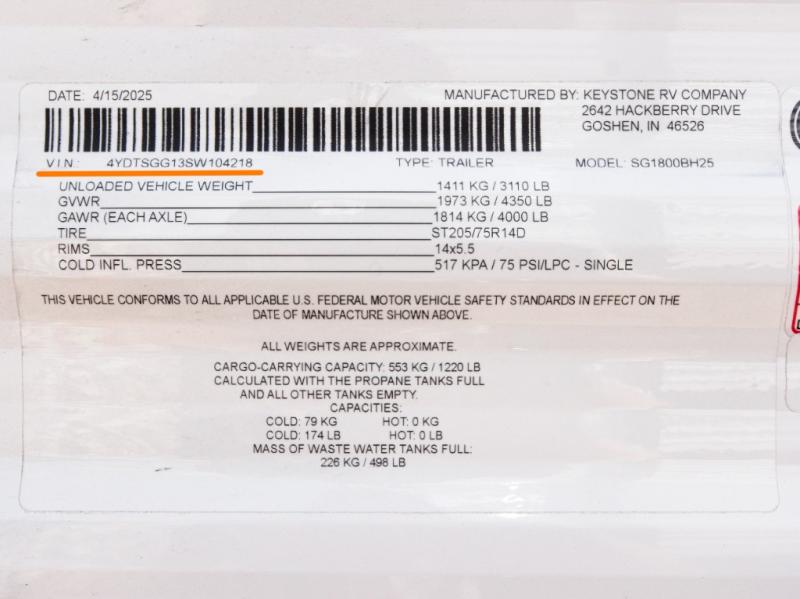 DATE: 4/15/2025 MANUFACTURED BY: KEYSTONE RV COMPANY
2642 HACKBERRY DRIVE
GOSHEN, IN 46526
V.I.N.: 4YDTSGG13SW104218 TYPE: TRAILER MODEL: SG1800BH25
UNLOADED VEHICLE WEIGHT 1411 KG / 3110 LB
GVWR 1973 KG / 4350 LB
GAWR (EACH AXLE) 1814 KG / 4000 LB
TIRE ST205/75R14D
RIMS 14x5.5
COLD INFL. PRESS 517 KPA / 75 PSI/LPC - SINGLE
THIS VEHICLE CONFORMS TO ALL APPLICABLE U.S. FEDERAL MOTOR VEHICLE SAFETY STANDARDS IN EFFECT ON THE
DATE OF MANUFACTURE SHOWN ABOVE.
ALL WEIGHTS ARE APPROXIMATE.
CARGO-CARRYING CAPACITY: 553 KG / 1220 LB
CALCULATED WITH THE PROPANE TANKS FULL
AND ALL OTHER TANKS EMPTY.
CAPACITIES:
COLD: 79 KG HOT: 0 KG
COLD: 174 LB HOT: 0 LB
MASS OF WASTE WATER TANKS FULL:
226 KG / 498 LB